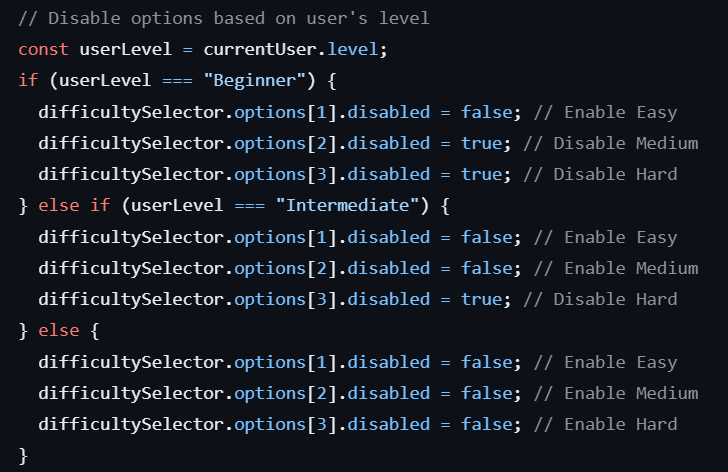 // Disable options based on user's level
const userLevel = currentUser.level;
if (userLevel === "Beginner") {
  difficultySelector.options[1].disabled = false; // Enable Easy
  difficultySelector.options[2].disabled = true; // Disable Medium
  difficultySelector.options[3].disabled = true; // Disable Hard
} else if (userLevel === "Intermediate") {
  difficultySelector.options[1].disabled = false; // Enable Easy
  difficultySelector.options[2].disabled = false; // Enable Medium
  difficultySelector.options[3].disabled = true; // Disable Hard
} else {
  difficultySelector.options[1].disabled = false; // Enable Easy
  difficultySelector.options[2].disabled = false; // Enable Medium
  difficultySelector.options[3].disabled = false; // Enable Hard
}